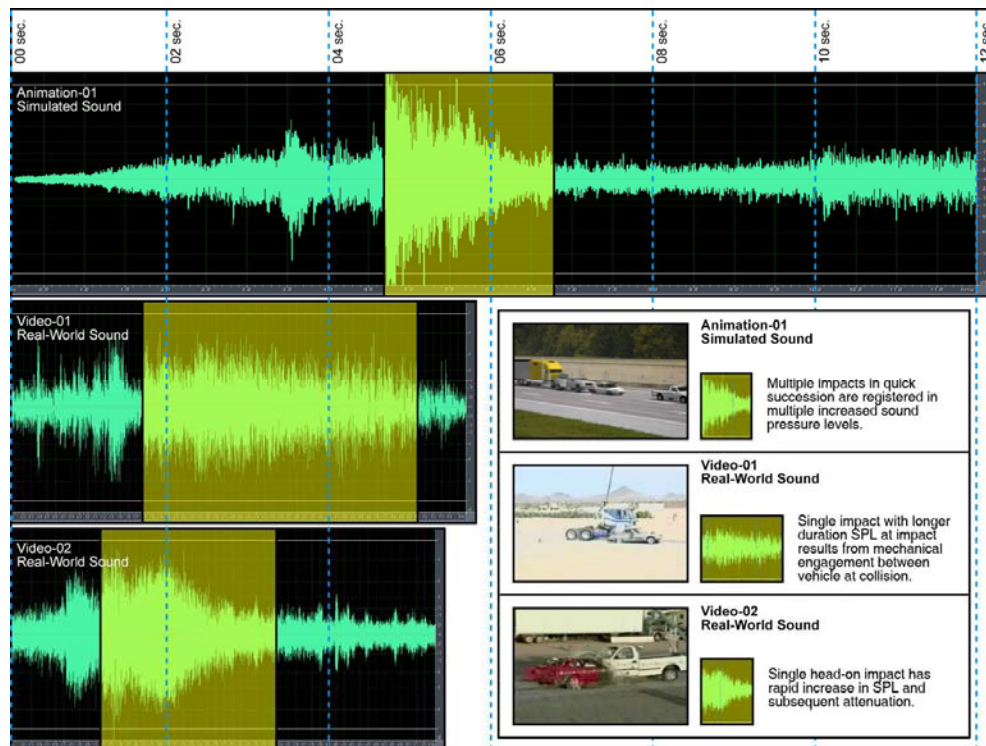 00 sec.
02 sec.
04 sec.
06 sec.
08 sec.
10 sec.
12 sec.
Animation-01
Simulated Sound
Video-01
Real-World Sound
Video-02
Real-World Sound
Animation-01
Simulated Sound
Multiple impacts in quick
succession are registered in
multiple increased sound
pressure levels.
Video-01
Real-World Sound
Single impact with longer
duration SPL at impact
results from mechanical
engagement between
vehicle at collision.
Video-02
Real-World Sound
Single head-on impact has
rapid increase in SPL and
subsequent attenuation.